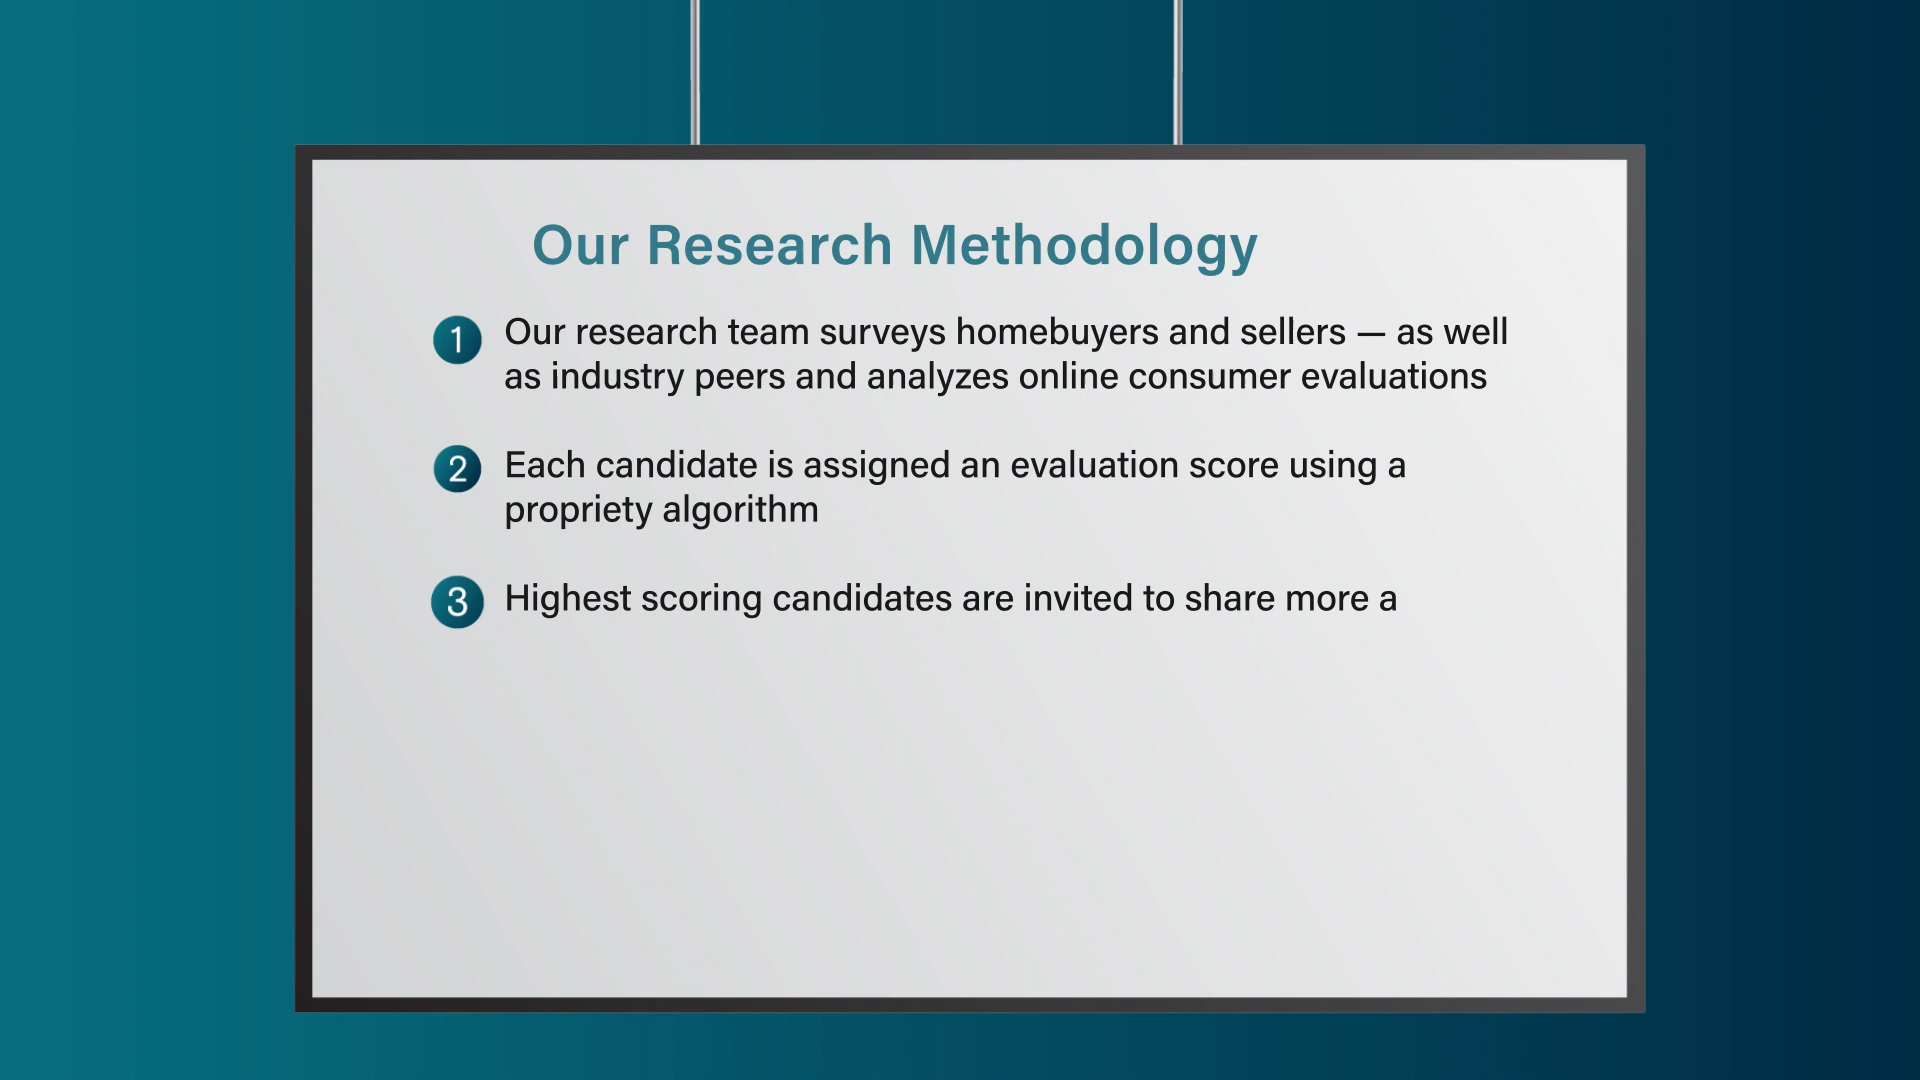 Our Research Methodology
1 Our research team surveys homebuyers and sellers — as well
as industry peers and analyzes online consumer evaluations
2 Each candidate is assigned an evaluation score using a
propriety algorithm
3 Highest scoring candidates are invited to share more a